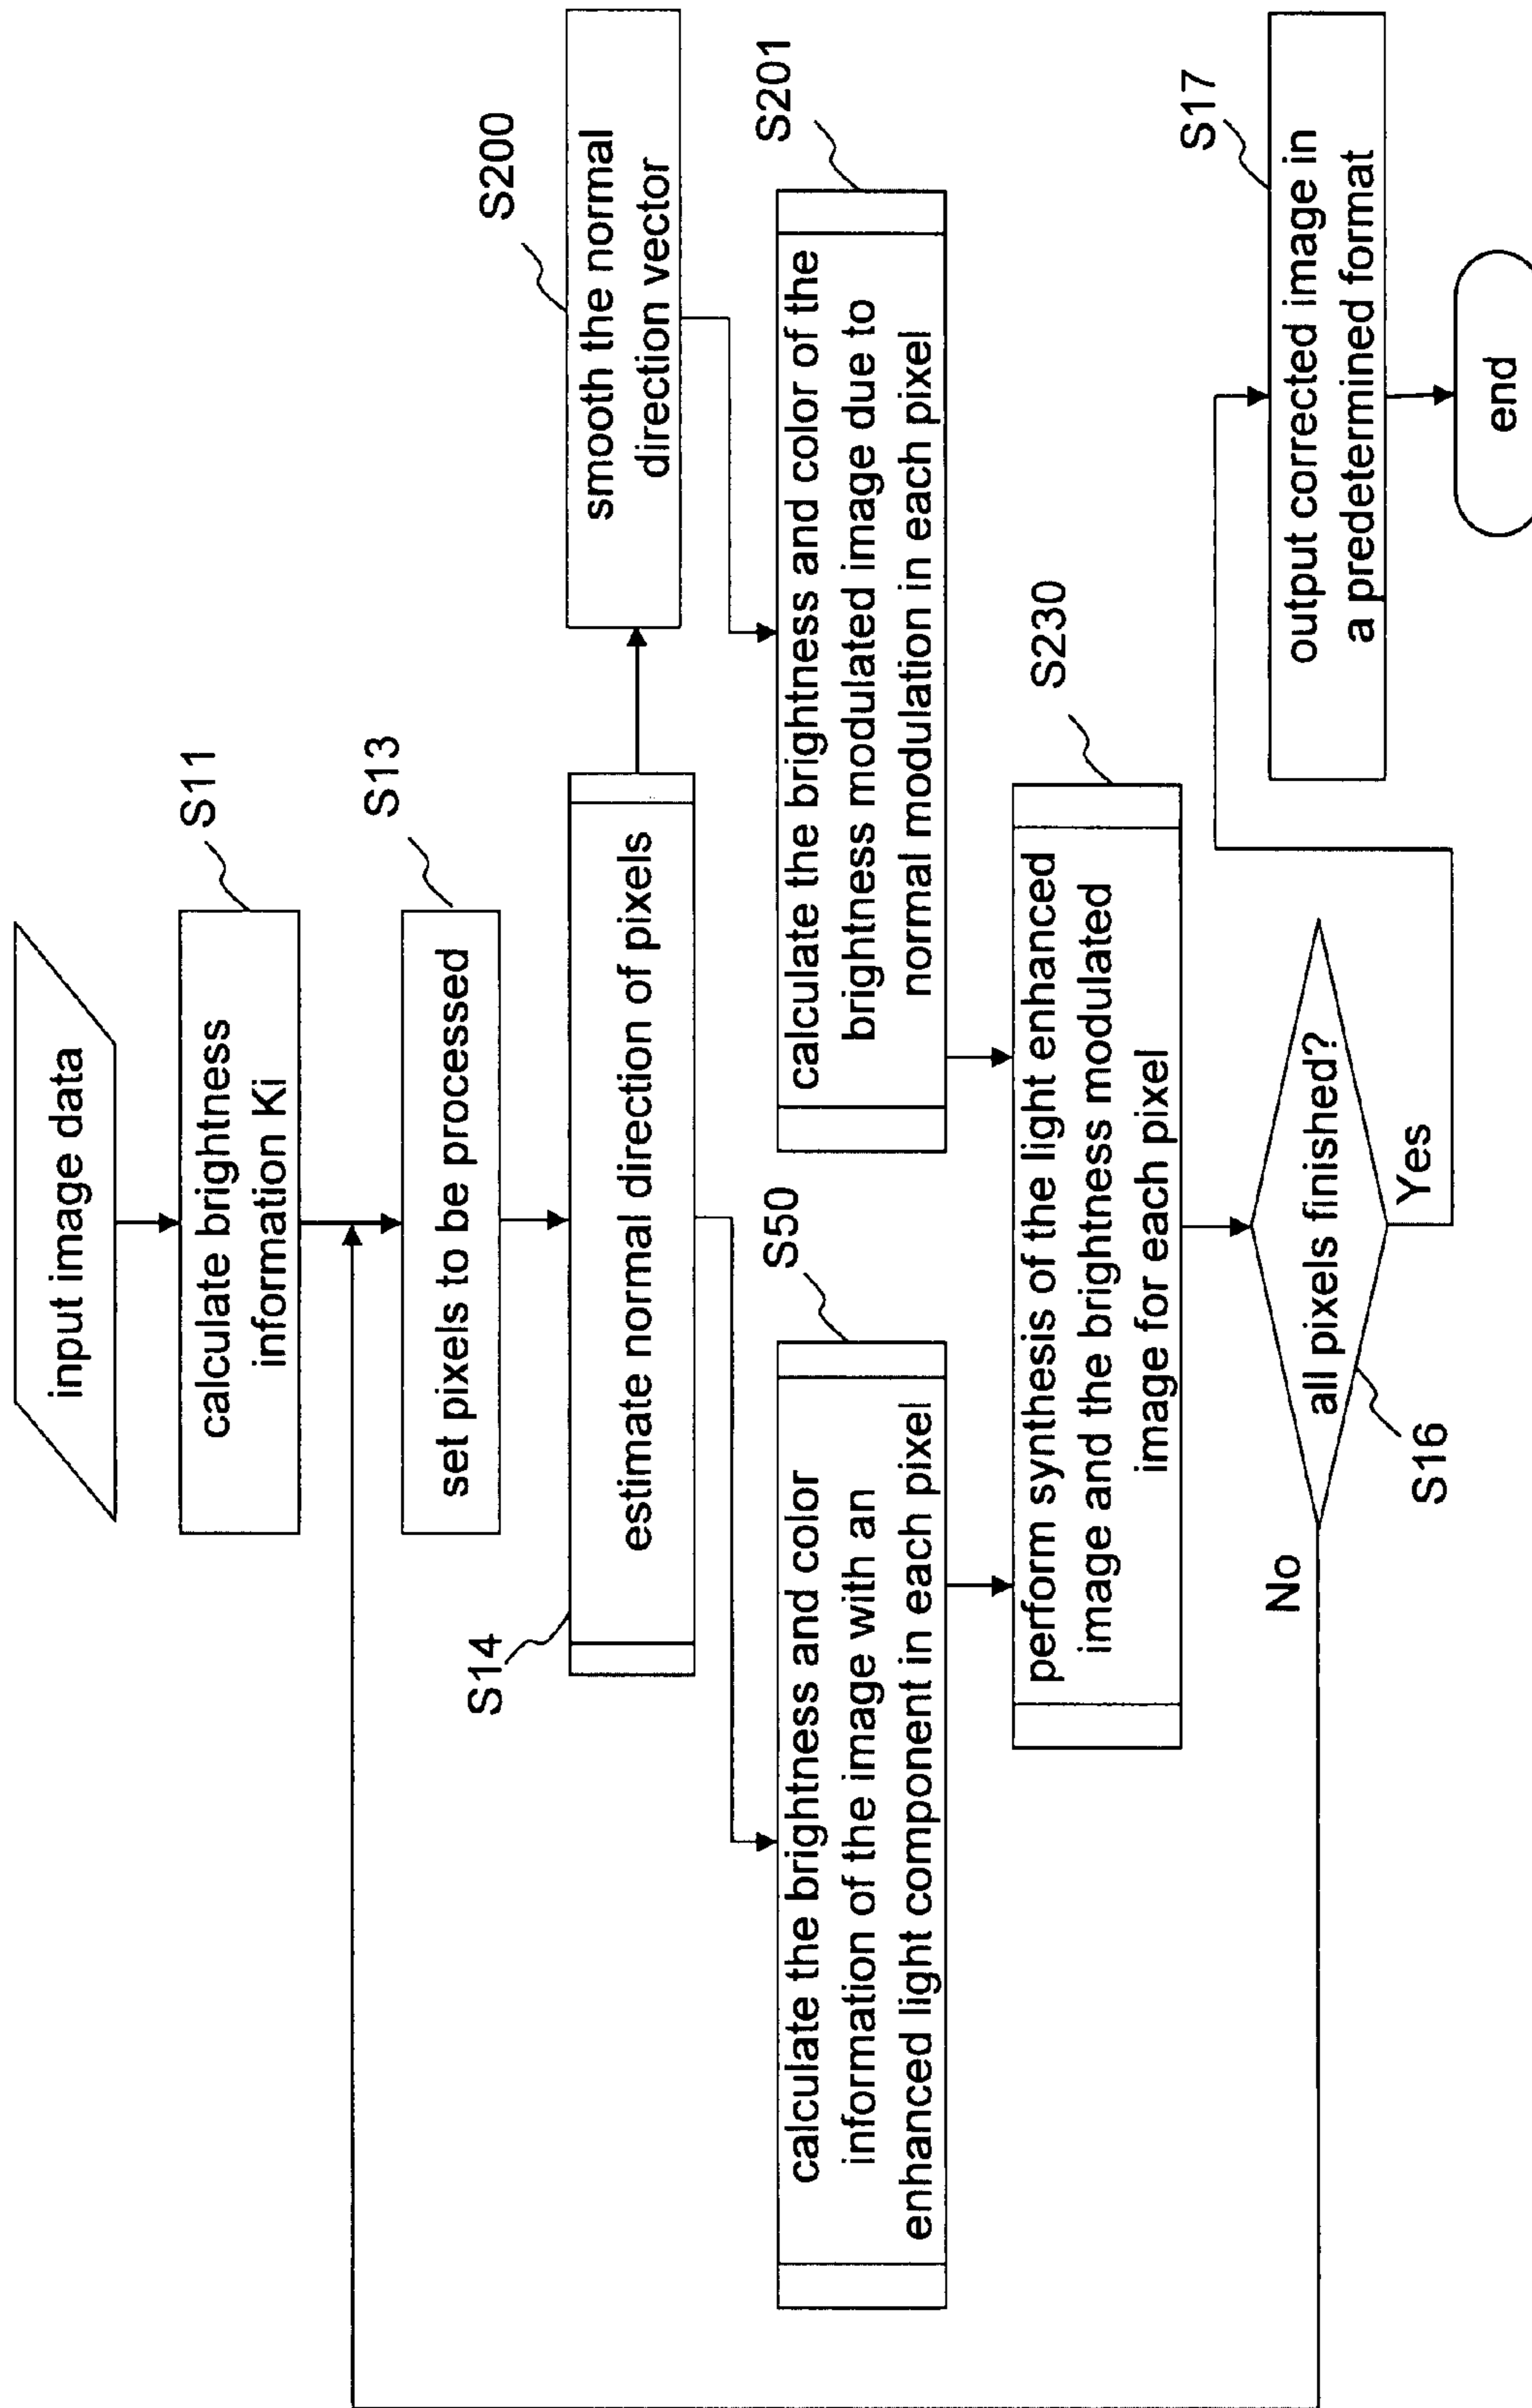 input image data
S11
calculate brightness
information Ki
S13
set pixels to be processed
S14
estimate normal direction of pixels
S200
smooth the normal
direction vector
S50
calculate the brightness and color
information of the image with an
enhanced light component in each pixel
S201
calculate the brightness and color of the
brightness modulated image due to
normal modulation in each pixel
S230
perform synthesis of the light enhanced
image and the brightness modulated
image for each pixel
all pixels finished?
S16
No
Yes
S17
output corrected image in
a predetermined format
end